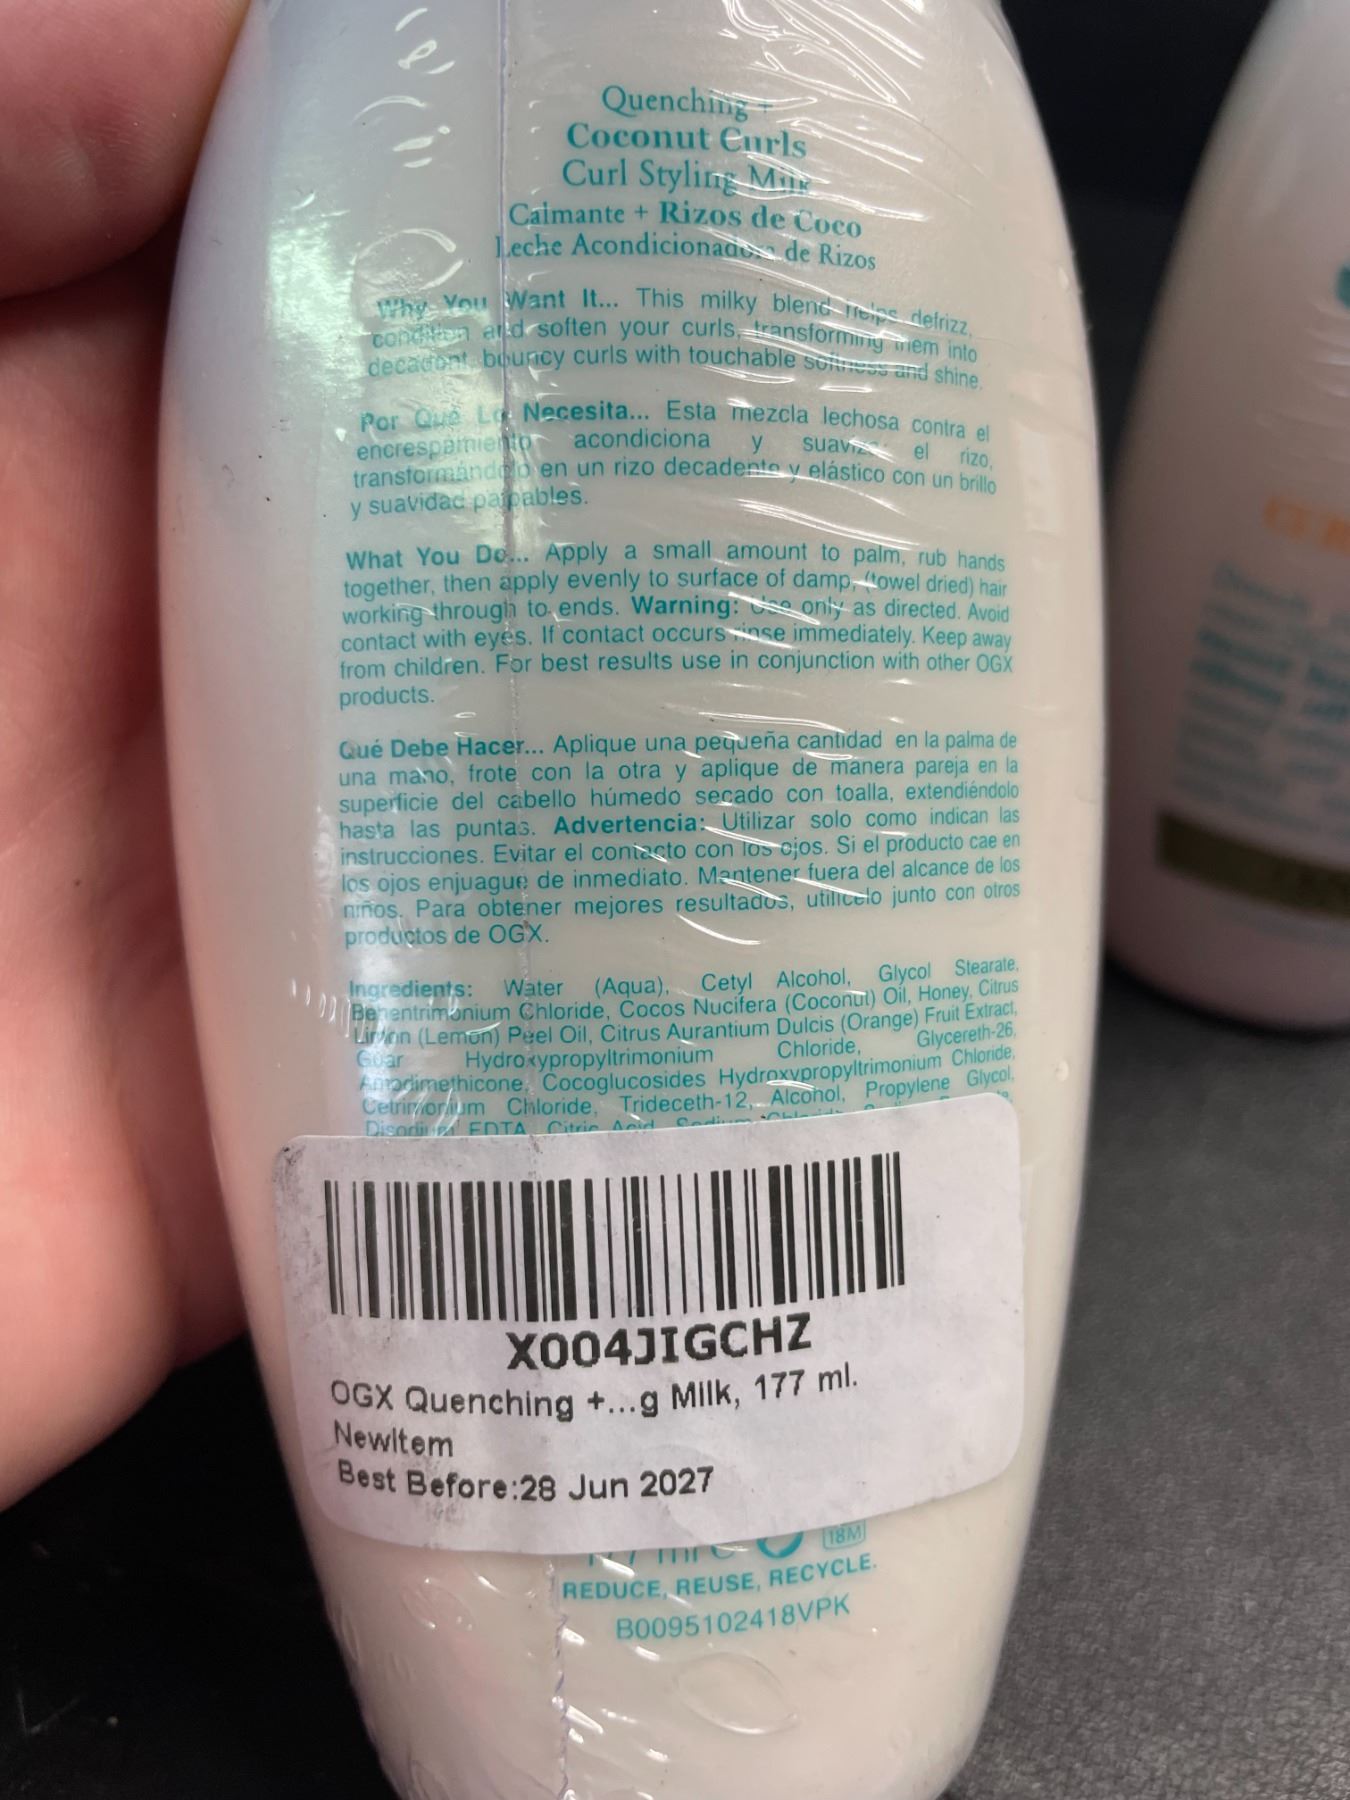 Quenching +
Coconut Curls
Curl Styling Milk
Calmante + Rizos de Coco
Leche Acondicionadora de Rizos
Why You Want It... This milky blend helps defrizz,
condition and soften your curls, transforming them into
decadent bouncy curls with touchable softness and shine.
Por Qué Lo Necesita... Esta mezcla lechosa contra el
encrespamiento acondiciona y suaviza el rizo,
transformándolo en un rizo decadente y elástico con un brillo
y suavidad palpables.
What You Do... Apply a small amount to palm, rub hands
together, then apply evenly to surface of damp, (towel dried) hair
working through to ends. Warning: Use only as directed. Avoid
contact with eyes. If contact occurs rinse immediately. Keep away
from children. For best results use in conjunction with other OGX
products.
Qué Debe Hacer... Aplique una pequeña cantidad en la palma de
una mano, frote con la otra y aplique de manera pareja en la
superficie del cabello húmedo secado con toalla, extendiéndolo
hasta las puntas. Advertencia: Utilizar solo como indican las
instrucciones. Evitar el contacto con los ojos. Si el producto cae en
los ojos enjuague de inmediato. Mantener fuera del alcance de los
niños. Para obtener mejores resultados, utilícelo junto con otros
productos de OGX.
Ingredients: Water (Aqua), Cetyl Alcohol, Glycol Stearate,
Behentrimonium Chloride, Cocos Nucifera (Coconut) Oil, Honey, Citrus
Limon (Lemon) Peel Oil, Citrus Aurantium Dulcis (Orange) Fruit Extract,
Guar Hydroxypropyltrimonium Chloride, Glycereth-26,
Amodimethicone, Cocoglucosides Hydroxypropyltrimonium Chloride,
Cetrimonium Chloride, Trideceth-12, Alcohol, Propylene Glycol,
Disodium EDTA, Citric Acid, Sodium Chloride
X004JIGCHZ
OGX Quenching +...g Milk, 177 ml.
NewItem
Best Before:28 Jun 2027
177 ml e 18M
REDUCE, REUSE, RECYCLE.
B0095102418VPK